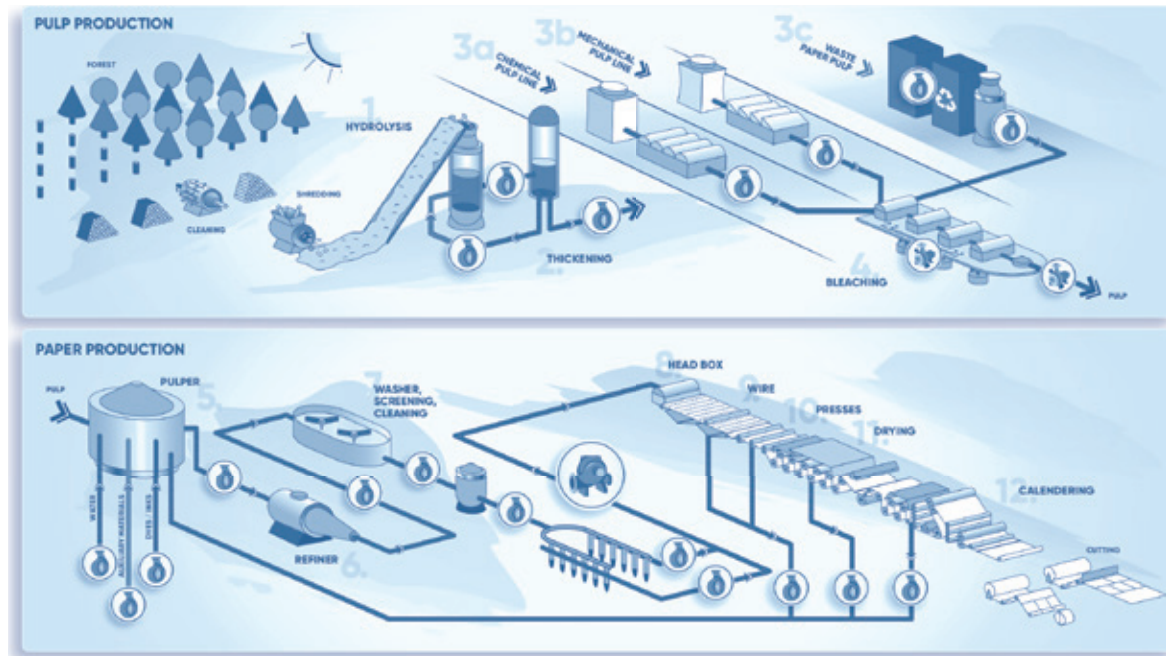 PULP PRODUCTION
FOREST
1.
HYDROLYSIS
SHREDDING
CLEANING
2.
THICKENING
3a
CHEMICAL
PULP LINE
3b
MECHANICAL
PULP LINE
3c
WASTE
PAPER PULP
4.
BLEACHING
PULP
PAPER PRODUCTION
PULP
PULPER
5.
WATER
AUXILIARY MATERIALS
DYES / INKS
REFINER
6.
7.
WASHER,
SCREENING,
CLEANING
8.
HEAD BOX
9.
WIRE
10.
PRESSES
11.
DRYING
12.
CALENDERING
CUTTING